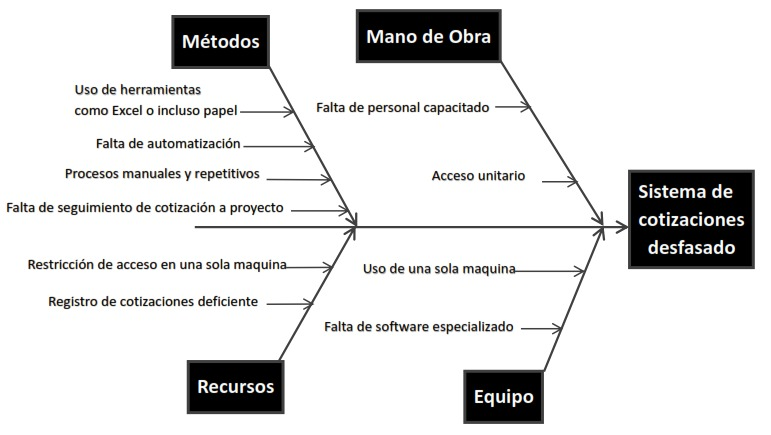 Métodos
Uso de herramientas
como Excel o incluso papel
Falta de automatización
Procesos manuales y repetitivos
Falta de seguimiento de cotización a proyecto
Mano de Obra
Falta de personal capacitado
Acceso unitario
Sistema de
cotizaciones
desfasado
Restricción de acceso en una sola maquina
Registro de cotizaciones deficiente
Recursos
Uso de una sola maquina
Falta de software especializado
Equipo